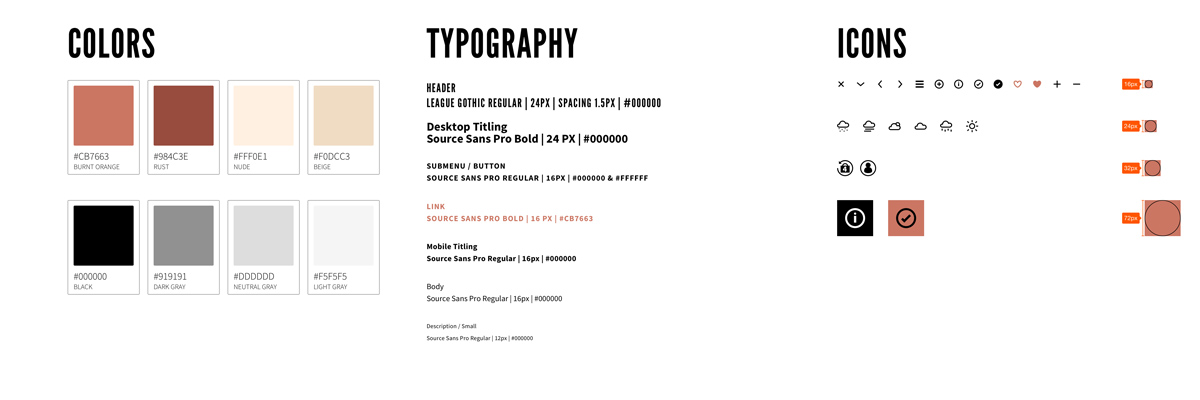 COLORS
#CB7663
BURNT ORANGE
#984C3E
RUST
#FFF0E1
NUDE
#F0DCC3
BEIGE
#000000
BLACK
#919191
DARK GRAY
#DDDDDD
NEUTRAL GRAY
#F5F5F5
LIGHT GRAY
TYPOGRAPHY
HEADER
LEAGUE GOTHIC REGULAR | 24PX | SPACING 1.5PX | #000000
Desktop Titling
Source Sans Pro Bold | 24 PX | #000000
SUBMENU / BUTTON
SOURCE SANS PRO REGULAR | 16PX | #000000 & #FFFFFF
LINK
SOURCE SANS PRO BOLD | 16 PX | #CB7663
Mobile Titling
Source Sans Pro Regular | 16px | #000000
Body
Source Sans Pro Regular | 16px | #000000
Description / Small
Source Sans Pro Regular | 12px | #000000
ICONS
16px
24px
32px
72px